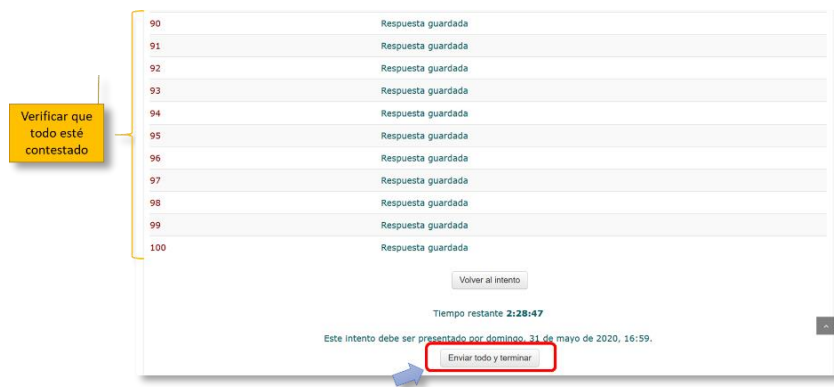 90 Respuesta guardada
91 Respuesta guardada
92 Respuesta guardada
93 Respuesta guardada
94 Respuesta guardada
Verificar que
todo esté
contestado
95 Respuesta guardada
96 Respuesta guardada
97 Respuesta guardada
98 Respuesta guardada
99 Respuesta guardada
100 Respuesta guardada
Volver al intento
Tiempo restante 2:28:47
Este intento debe ser presentado por domingo, 31 de mayo de 2020, 16:59.
Enviar todo y terminar